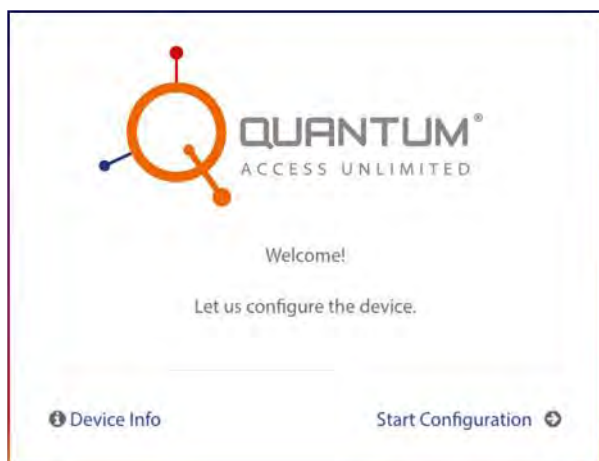 QUANTUM®
ACCESS UNLIMITED
Welcome!
Let us configure the device.
Device Info
Start Configuration